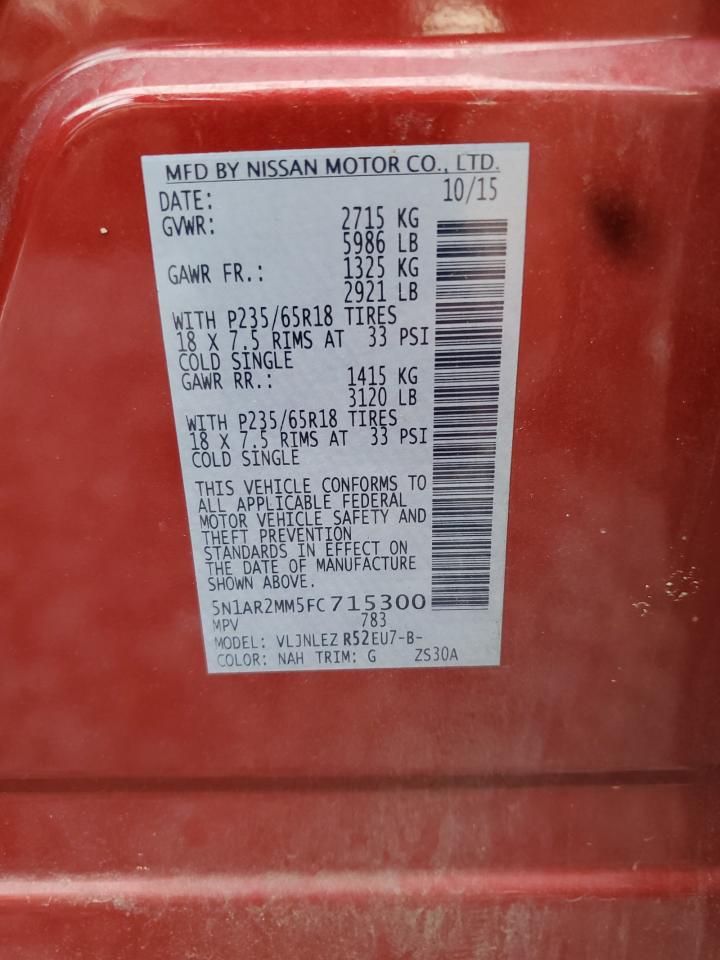 MFD BY NISSAN MOTOR CO., LTD.
DATE: 10/15
GVWR: 2715 KG
5986 LB
GAWR FR.: 1325 KG
2921 LB
WITH P235/65R18 TIRES
18 X 7.5 RIMS AT 33 PSI
COLD SINGLE
GAWR RR.: 1415 KG
3120 LB
WITH P235/65R18 TIRES
18 X 7.5 RIMS AT 33 PSI
COLD SINGLE
THIS VEHICLE CONFORMS TO
ALL APPLICABLE FEDERAL
MOTOR VEHICLE SAFETY AND
THEFT PREVENTION
STANDARDS IN EFFECT ON
THE DATE OF MANUFACTURE
SHOWN ABOVE.
5N1AR2MM5FC715300
MPV 783
MODEL: VLJNLEZ R52EU7-B-
COLOR: NAH TRIM: G ZS30A